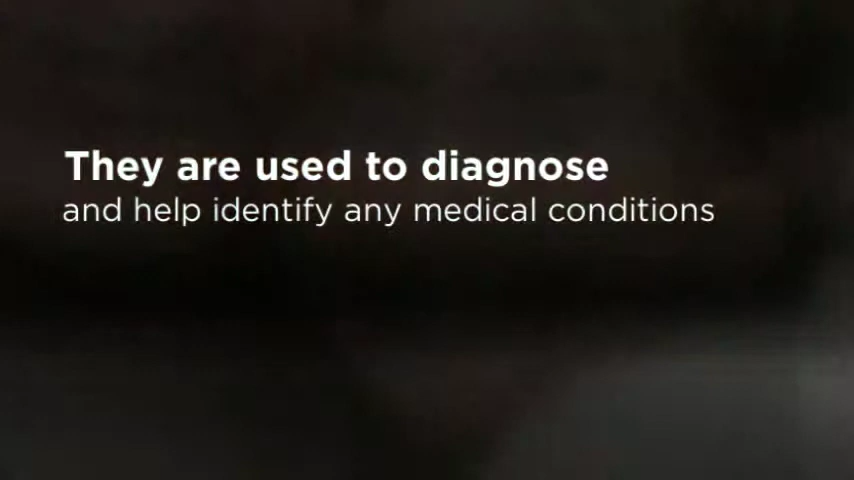 They are used to diagnose
and help identify any medical conditions